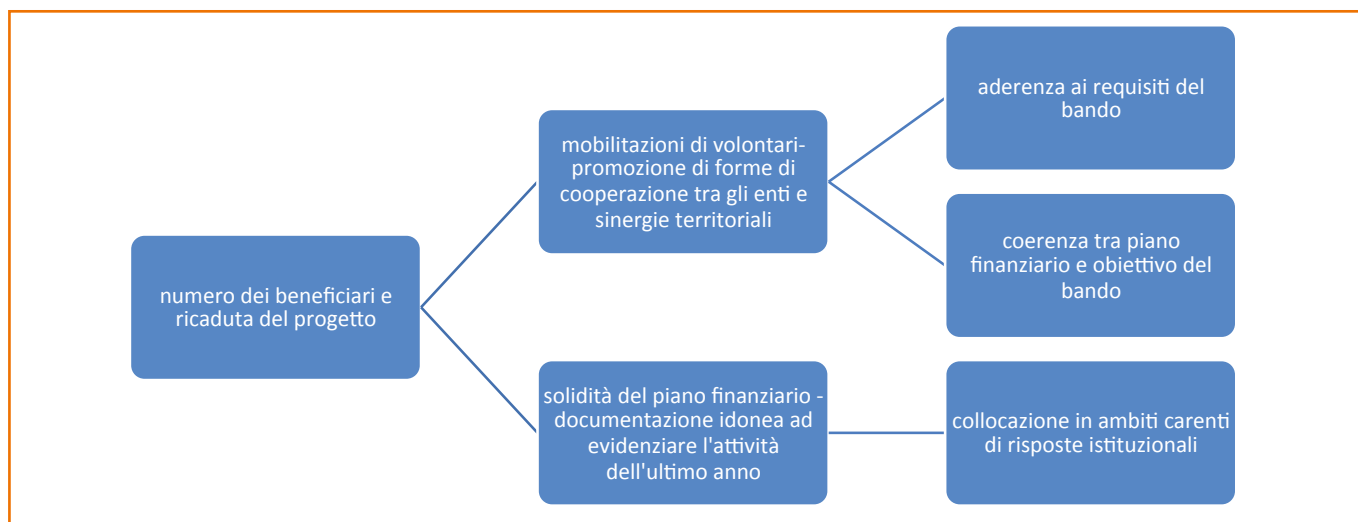 numero dei beneficiari e
ricaduta del progetto
mobilitazioni di volontari-
promozione di forme di
cooperazione tra gli enti e
sinergie territoriali
aderenza ai requisiti del
bando
coerenza tra piano
finanziario e obiettivo del
bando
solidità del piano finanziario -
documentazione idonea ad
evidenziare l'attività
dell'ultimo anno
collocazione in ambiti carenti
di risposte istituzionali